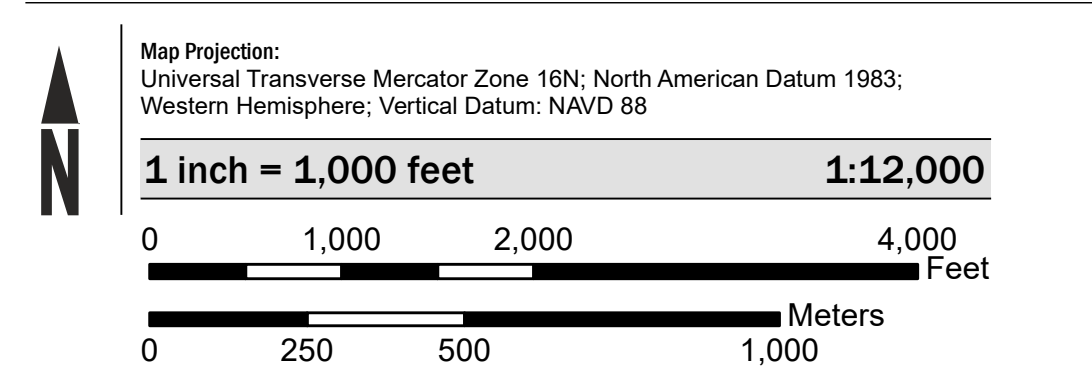 N
Map Projection:
Universal Transverse Mercator Zone 16N; North American Datum 1983;
Western Hemisphere; Vertical Datum: NAVD 88
1 inch = 1,000 feet 1:12,000
0 1,000 2,000 4,000
Feet
Meters
0 250 500 1,000